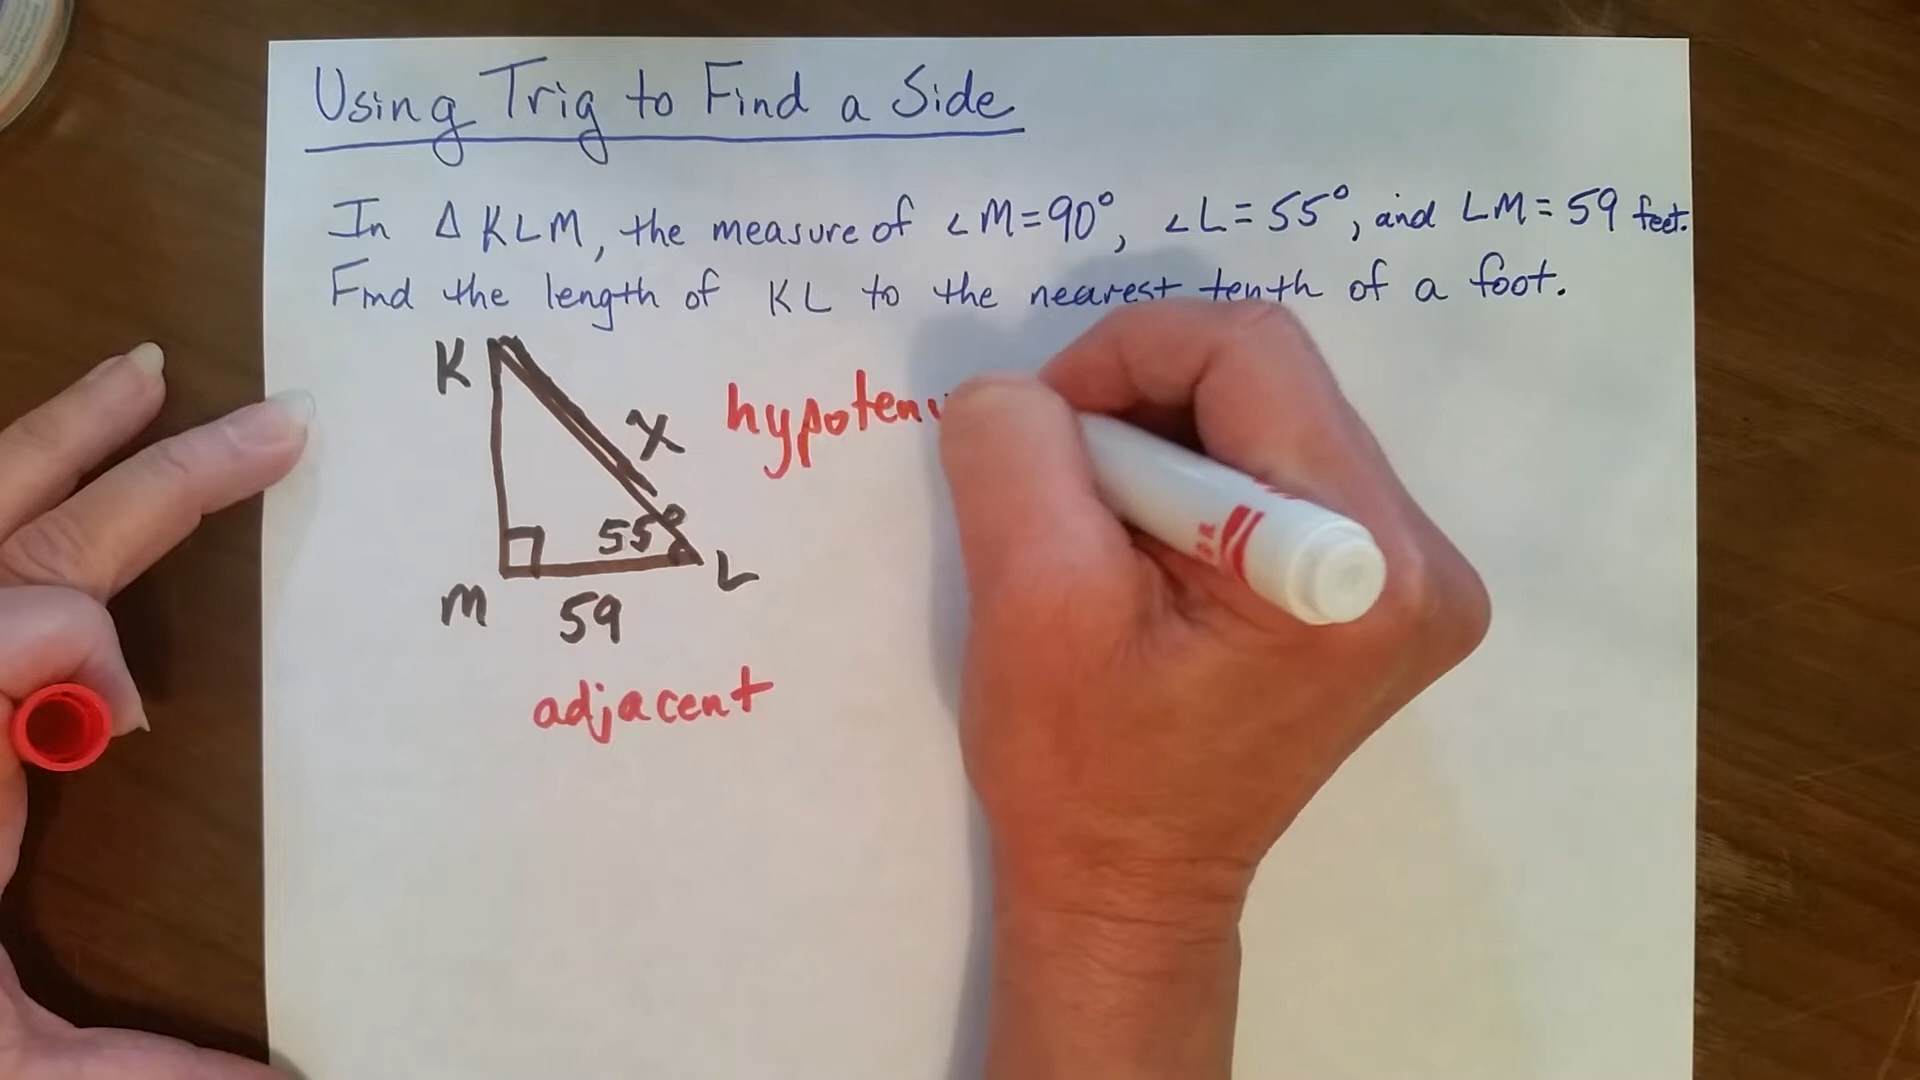 Using Trig to Find a Side
In △KLM, the measure of ∠M=90°, ∠L=55°, and LM=59 feet.
Find the length of KL to the nearest tenth of a foot.
K
X
hypoten
55°
M
L
59
adjacent